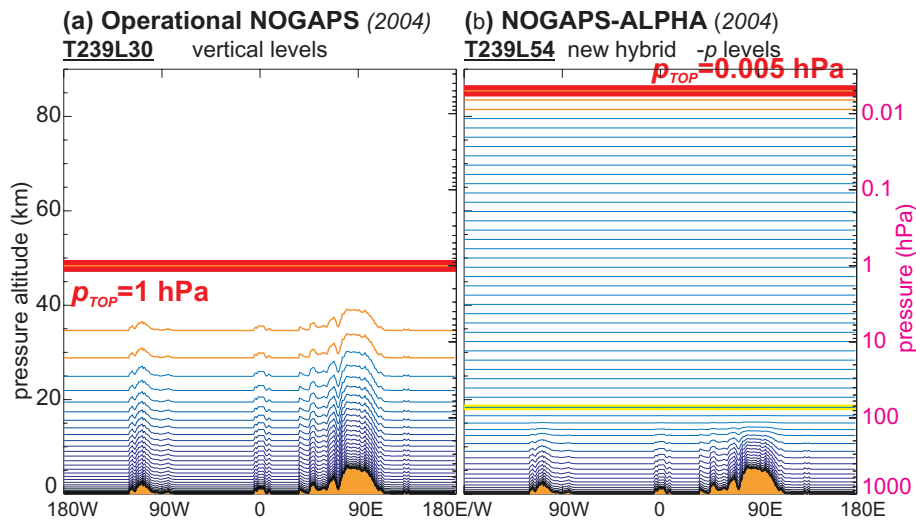 (a) Operational NOGAPS (2004)
T239L30 vertical levels
(b) NOGAPS-ALPHA (2004)
T239L54 new hybrid -p levels
pressure altitude (km)
80
60
40
20
0
p_TOP=1 hPa
180W 90W 0 90E 180E/W 90W 0 90E 180E
p_TOP=0.005 hPa
0.01
0.1
1
10
100
1000
pressure (hPa)